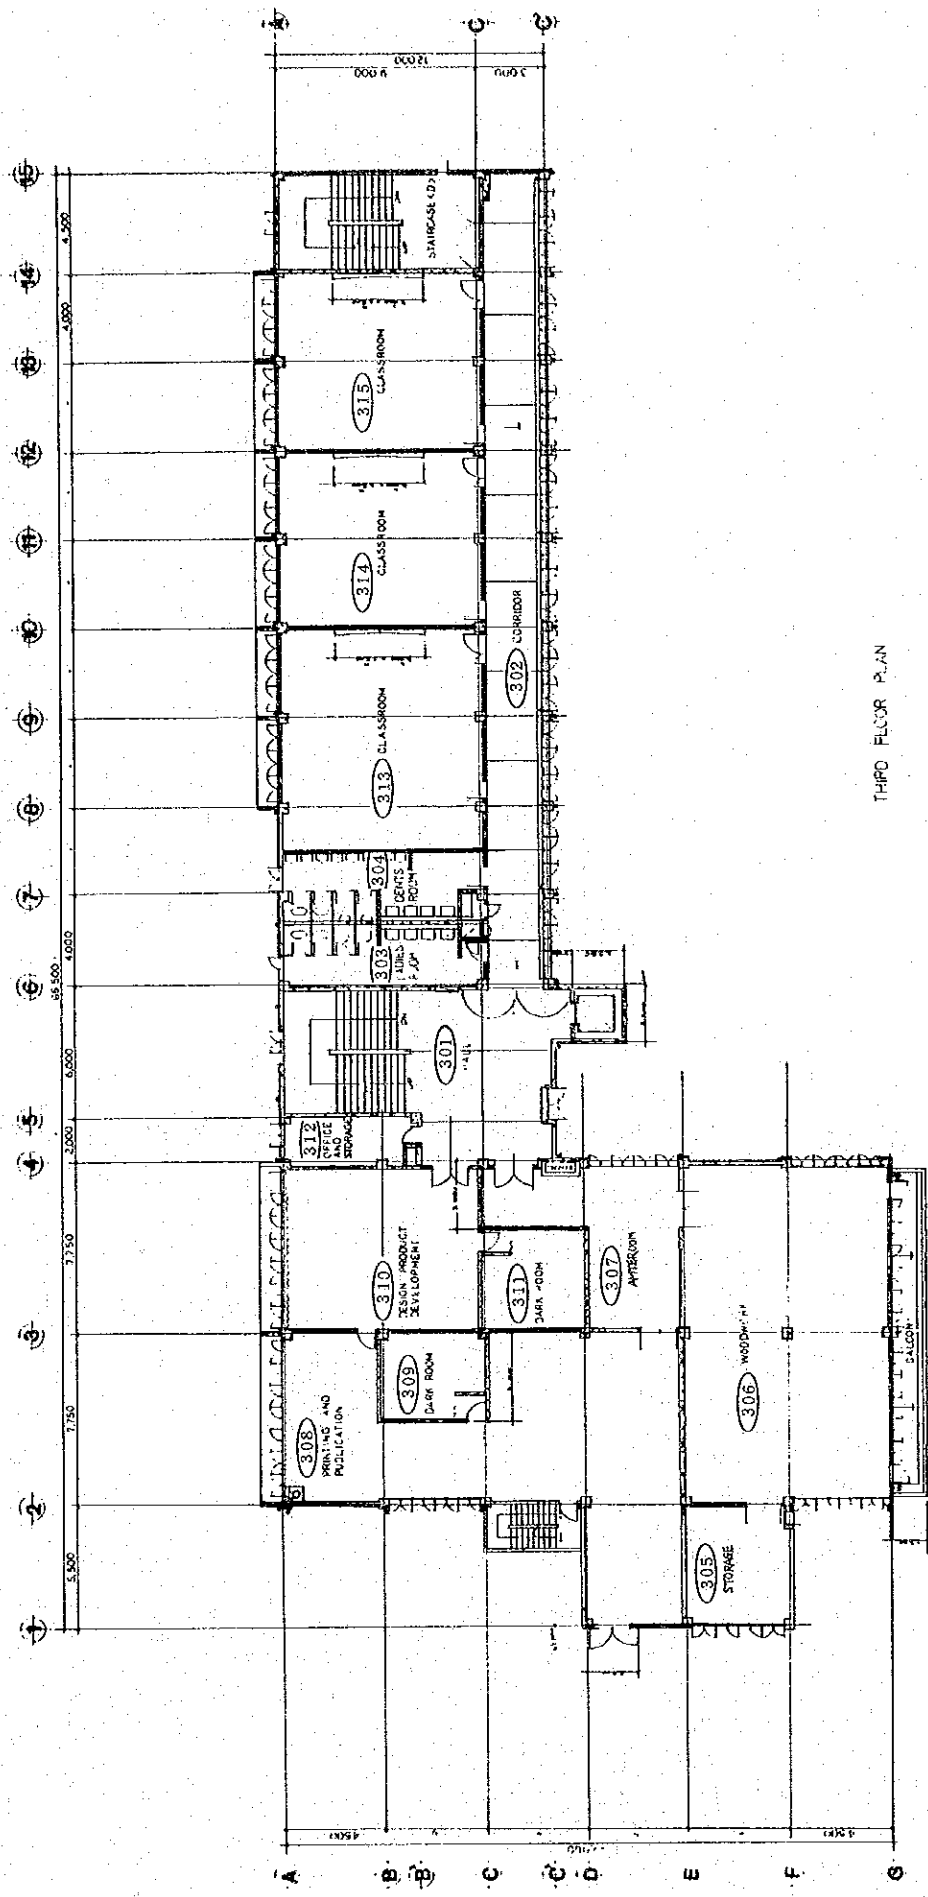 A
C
C'
12000
9 000
3 000
15
14
13
12
11
10
9
8
7
6
5
4
3
2
1
4,500
4,000
4,000
66,500
6,000
2,000
7,750
7,750
5,500
STAIRCASE <D>
315
CLASSROOM
314
CLASSROOM
313
CLASSROOM
302
CORRIDOR
304
GENTS
ROOM
303
LADIES
ROOM
301
HALL
312
OFFICE
AND
STORAGE
310
DESIGN PRODUCT
DEVELOPMENT
311
DARK ROOM
307
ANTEROOM
309
DARK ROOM
308
PRINTING AND
PUBLICATION
306
305
STORAGE
THIRD FLOOR PLAN
4500
4500
A
B
B'
C
C'
D
E
F
G